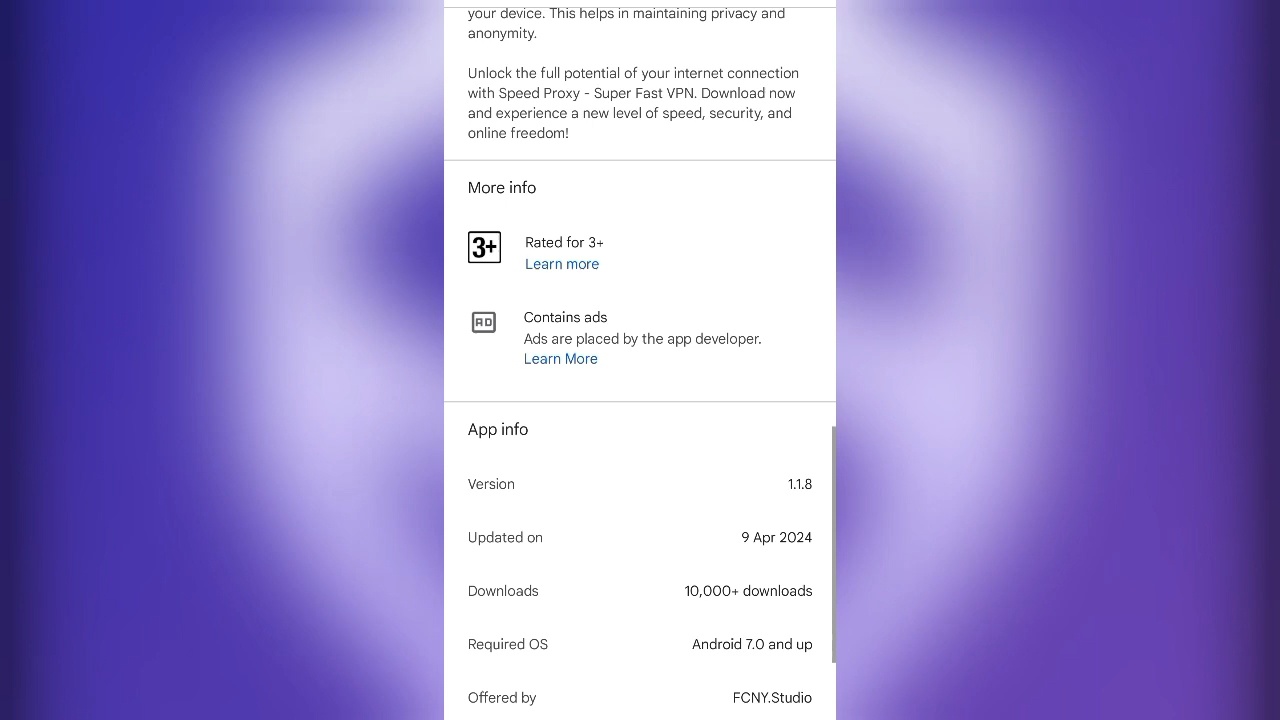 your device. This helps in maintaining privacy and
anonymity.
Unlock the full potential of your internet connection
with Speed Proxy - Super Fast VPN. Download now
and experience a new level of speed, security, and
online freedom!
More info
3+
Rated for 3+
Learn more
AD
Contains ads
Ads are placed by the app developer.
Learn More
App info
Version 1.1.8
Updated on 9 Apr 2024
Downloads 10,000+ downloads
Required OS Android 7.0 and up
Offered by FCNY.Studio